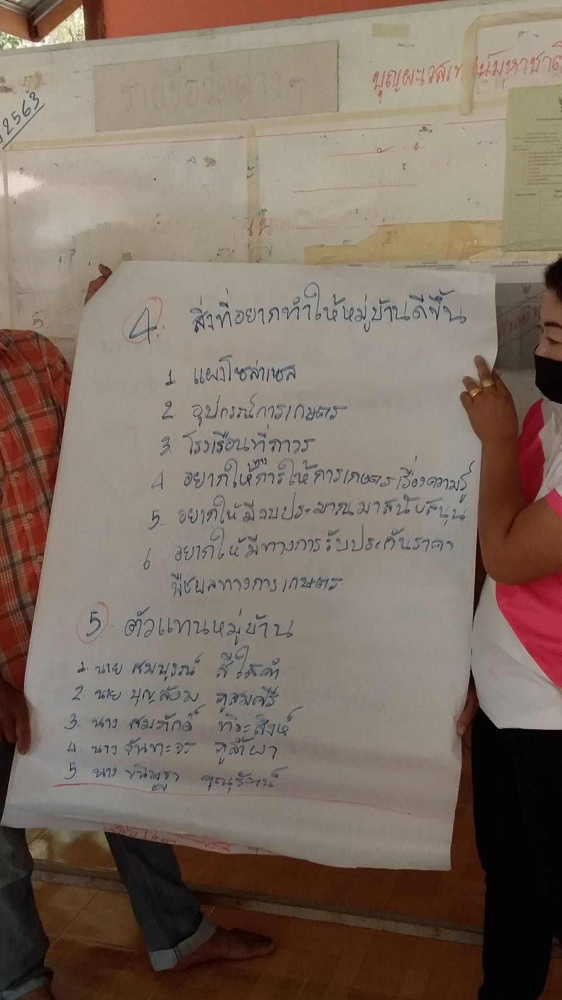 รายชื่อวัดต่าง ๆ
บุญผะเวสเทศน์มหาชาติ
2563
4. สิ่งที่อยากทำให้หมู่บ้านดีขึ้น
1 แผงโซล่าเซล
2. อุปกรณ์การเกษตร
3. โรงเรือนที่ถาวร
4 อยากให้ทางการให้การเกษตรเรื่องความรู้
5. อยากให้มีงบประมาณมาสนับสนุน
6. อยากให้มีทางการรับประกันราคา
พืชผลทางการเกษตร
5. ตัวแทนหมู่บ้าน
1. นาย สมบูรณ์ สีใสคำ
2. นาย บุญล้อม ภูสมศรี
3. นาง สมภักดิ์ ทีระสิงห์
4. นาง จันทะจร ภูลำผา
5 นาง ขนิษฐา
ตัวอย่าง